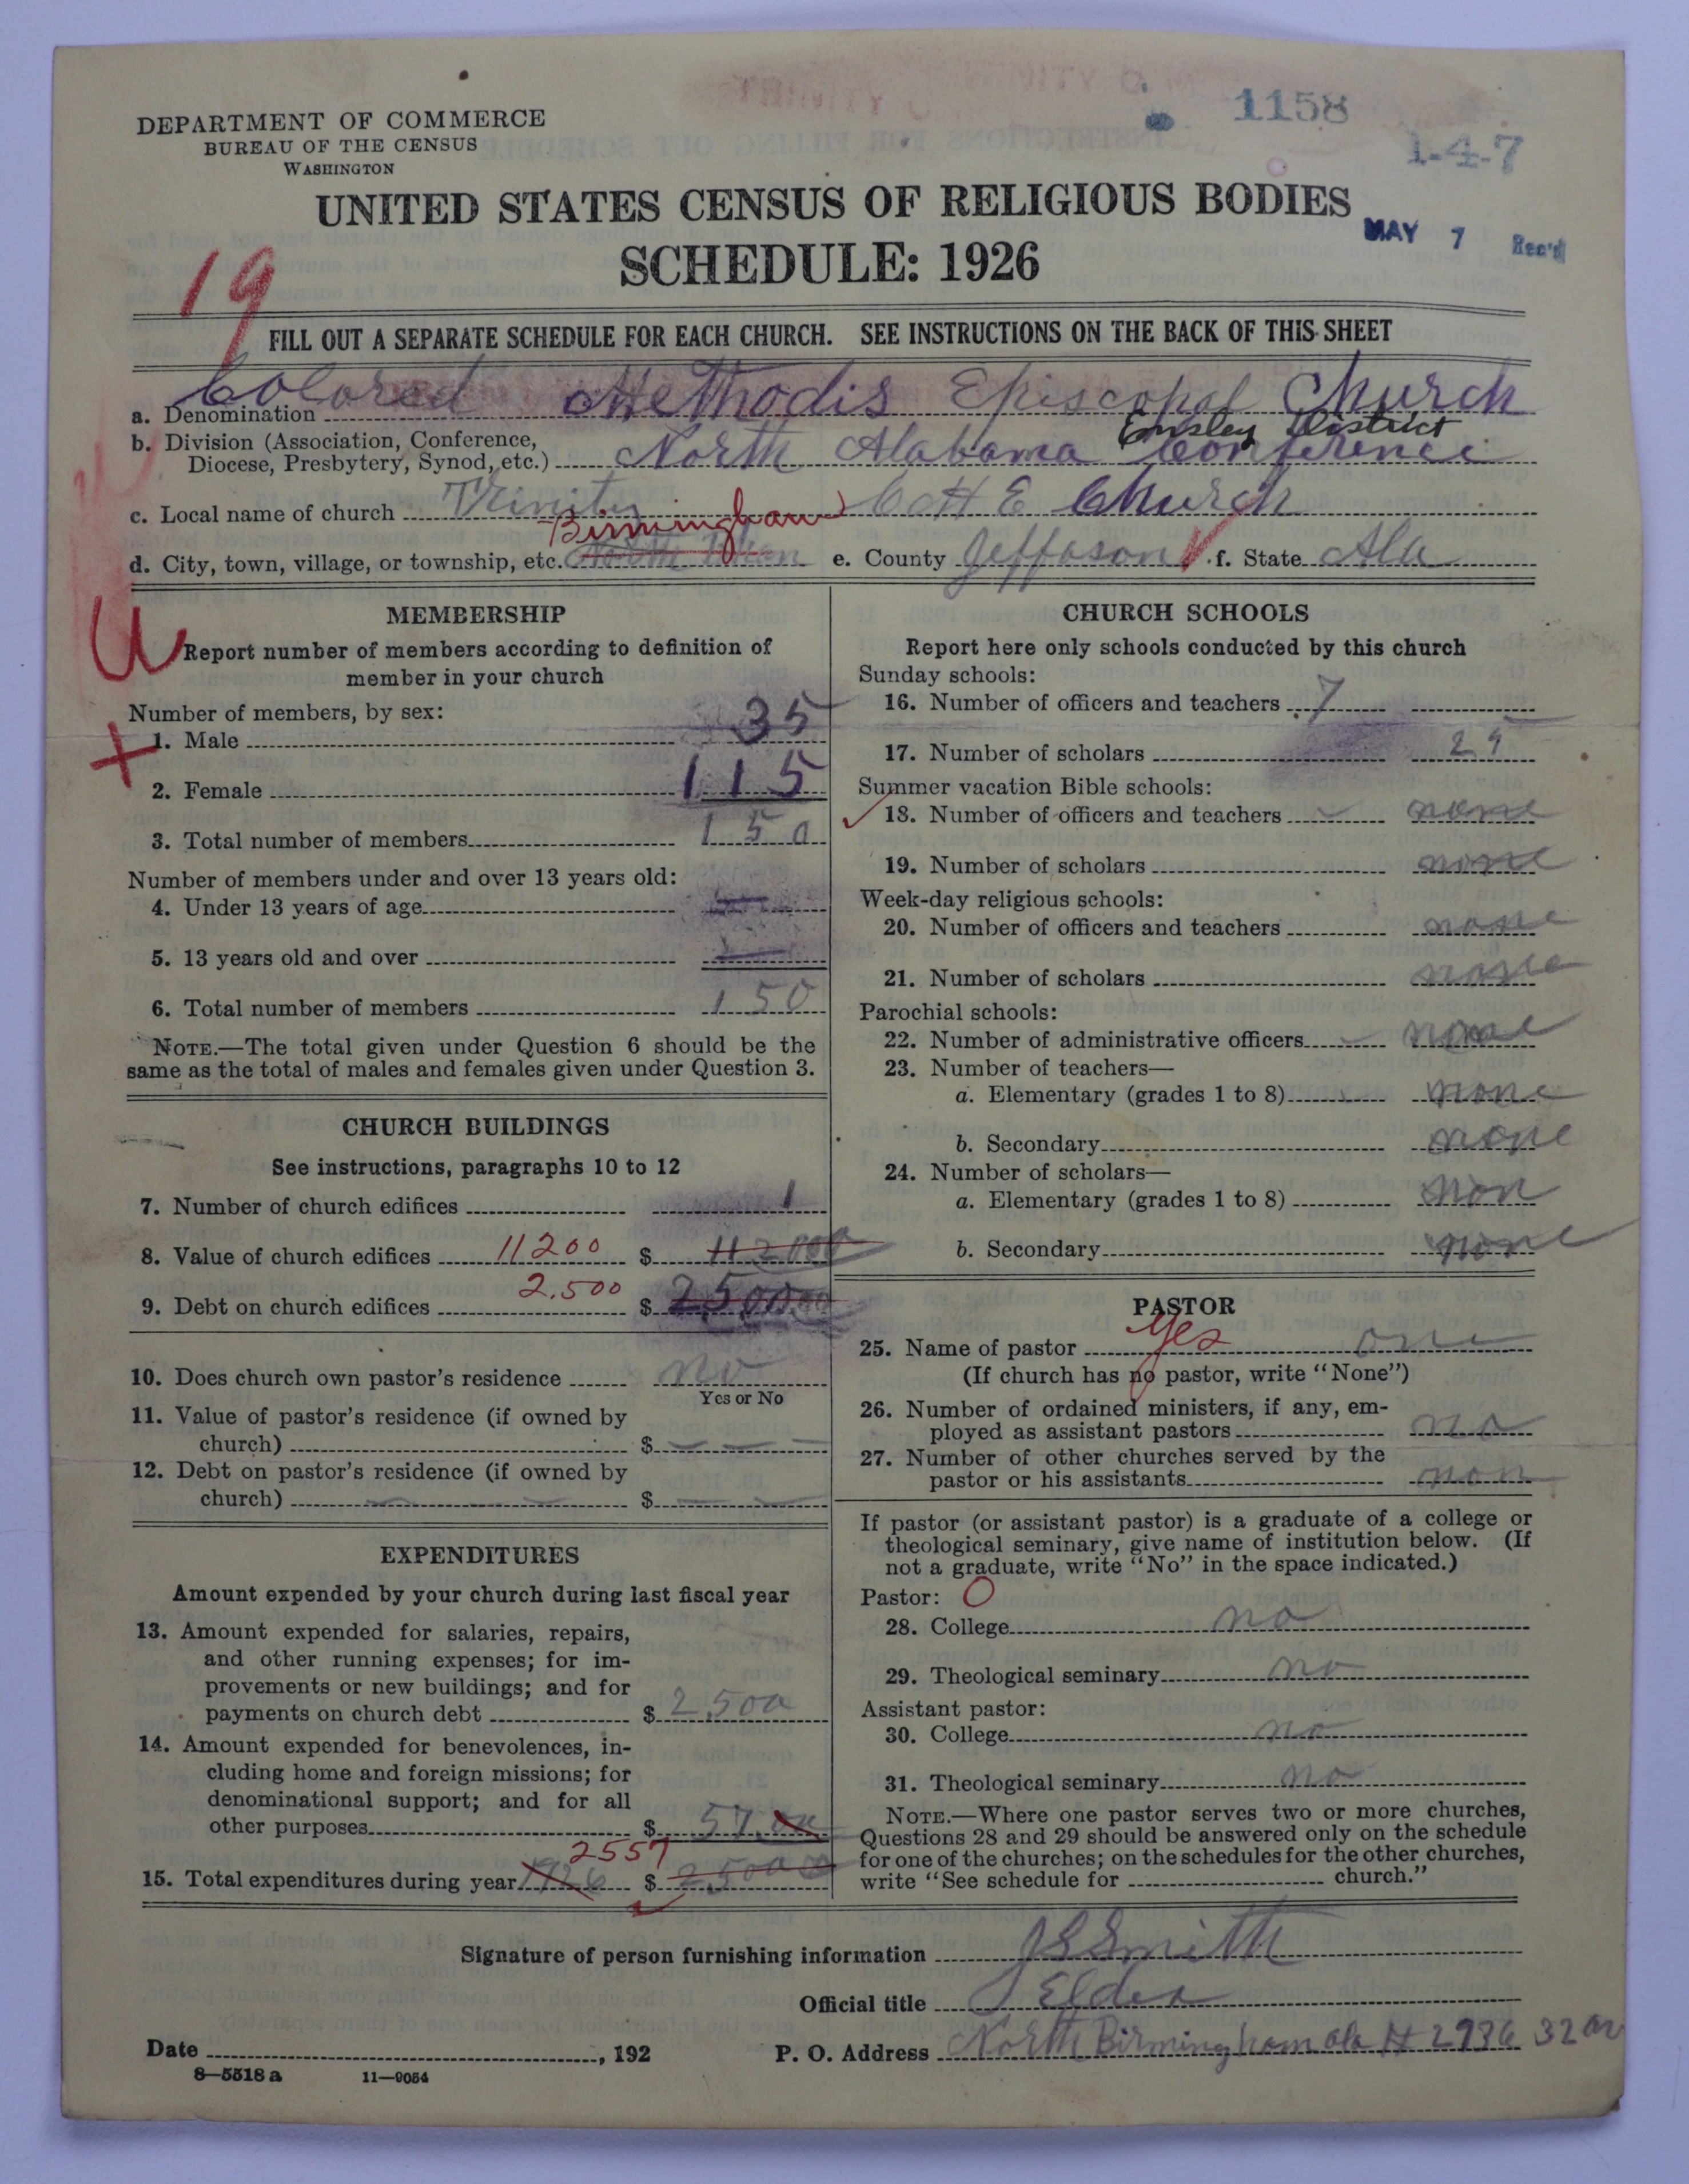 1158
1-4-7
DEPARTMENT OF COMMERCE
BUREAU OF THE CENSUS
WASHINGTON
UNITED STATES CENSUS OF RELIGIOUS BODIES
SCHEDULE: 1926
MAY 7 Rec'd
19
FILL OUT A SEPARATE SCHEDULE FOR EACH CHURCH. SEE INSTRUCTIONS ON THE BACK OF THIS SHEET
a. Denomination Colored Methodis Episcopal Church
Ensley District
b. Division (Association, Conference,
Diocese, Presbytery, Synod, etc.) North Alabama Conference
c. Local name of church Trinity C M E Church
Birmingham
d. City, town, village, or township, etc. North e. County Jeffason f. State Ala
MEMBERSHIP
Report number of members according to definition of
member in your church
Number of members, by sex:
1. Male 35
2. Female 115
3. Total number of members 150
Number of members under and over 13 years old:
4. Under 13 years of age
5. 13 years old and over
6. Total number of members 150
NOTE.—The total given under Question 6 should be the
same as the total of males and females given under Question 3.
CHURCH BUILDINGS
See instructions, paragraphs 10 to 12
7. Number of church edifices 1
8. Value of church edifices 11200 $ 112000
9. Debt on church edifices 2.500 $ 250000
10. Does church own pastor's residence no
Yes or No
11. Value of pastor's residence (if owned by
church) $
12. Debt on pastor's residence (if owned by
church) $
EXPENDITURES
Amount expended by your church during last fiscal year
13. Amount expended for salaries, repairs,
and other running expenses; for im-
provements or new buildings; and for
payments on church debt $ 2,500
14. Amount expended for benevolences, in-
cluding home and foreign missions; for
denominational support; and for all
other purposes $ 57.00
2557
15. Total expenditures during year 1926 $ 2,500 00
CHURCH SCHOOLS
Report here only schools conducted by this church
Sunday schools:
16. Number of officers and teachers 7
17. Number of scholars 29
Summer vacation Bible schools:
18. Number of officers and teachers none
19. Number of scholars none
Week-day religious schools:
20. Number of officers and teachers none
21. Number of scholars none
Parochial schools:
22. Number of administrative officers none
23. Number of teachers—
a. Elementary (grades 1 to 8) none
b. Secondary none
24. Number of scholars—
a. Elementary (grades 1 to 8) non
b. Secondary none
PASTOR
25. Name of pastor Yes one
(If church has no pastor, write "None")
26. Number of ordained ministers, if any, em-
ployed as assistant pastors no
27. Number of other churches served by the
pastor or his assistants non
If pastor (or assistant pastor) is a graduate of a college or
theological seminary, give name of institution below. (If
not a graduate, write "No" in the space indicated.)
Pastor: O
28. College no
29. Theological seminary no
Assistant pastor:
30. College no
31. Theological seminary no
NOTE.—Where one pastor serves two or more churches,
Questions 28 and 29 should be answered only on the schedule
for one of the churches; on the schedules for the other churches,
write "See schedule for church."
Signature of person furnishing information J S Smith
Official title Elder
Date , 192 P. O. Address North Birmingham ala # 2936 32 av
8—5518 a 11—9054